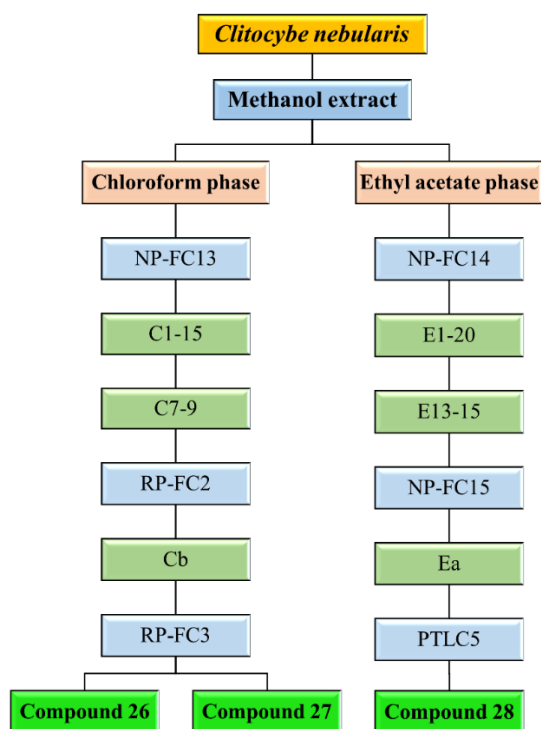 Clitocybe nebularis
Methanol extract
Chloroform phase
Ethyl acetate phase
NP-FC13
NP-FC14
C1-15
E1-20
C7-9
E13-15
RP-FC2
NP-FC15
Cb
Ea
RP-FC3
PTLC5
Compound 26
Compound 27
Compound 28